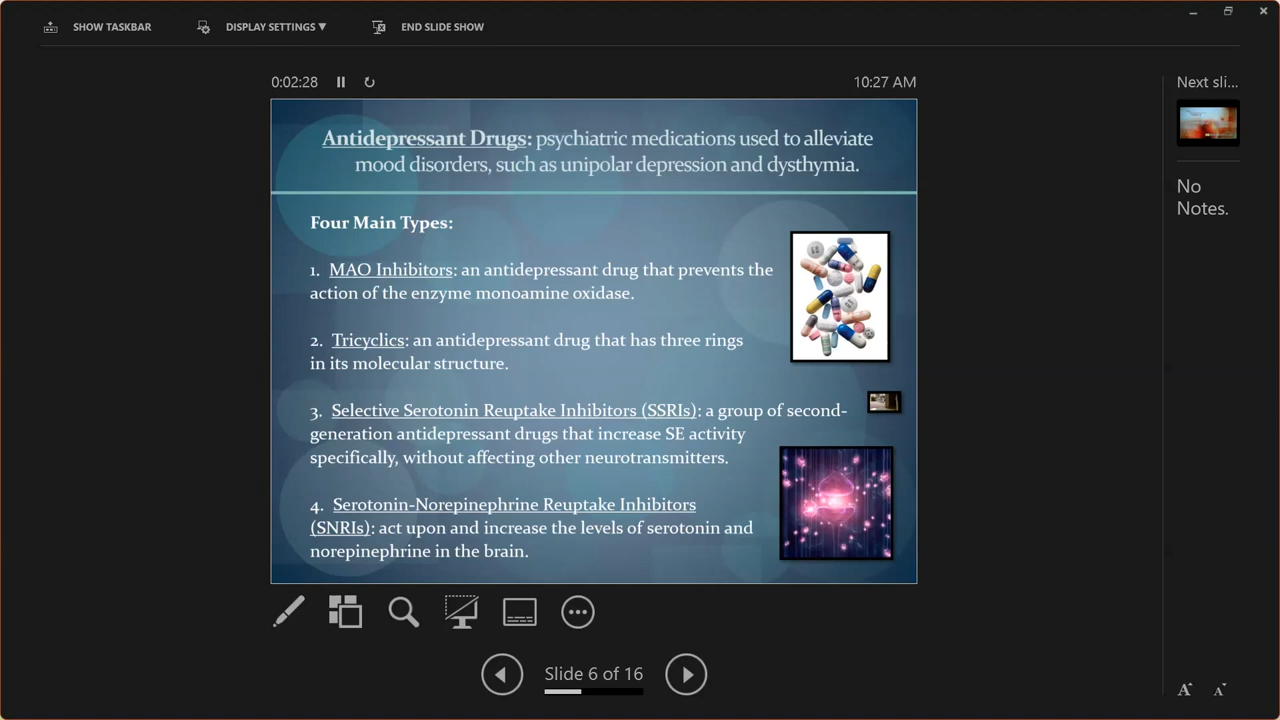 SHOW TASKBAR
DISPLAY SETTINGS ▼
END SLIDE SHOW
0:02:28
10:27 AM
Next sli...
Antidepressant Drugs: psychiatric medications used to alleviate
mood disorders, such as unipolar depression and dysthymia.
Four Main Types:
1. MAO Inhibitors: an antidepressant drug that prevents the
action of the enzyme monoamine oxidase.
2. Tricyclics: an antidepressant drug that has three rings
in its molecular structure.
3. Selective Serotonin Reuptake Inhibitors (SSRIs): a group of second-
generation antidepressant drugs that increase SE activity
specifically, without affecting other neurotransmitters.
4. Serotonin-Norepinephrine Reuptake Inhibitors
(SNRIs): act upon and increase the levels of serotonin and
norepinephrine in the brain.
No
Notes.
Slide 6 of 16
A A